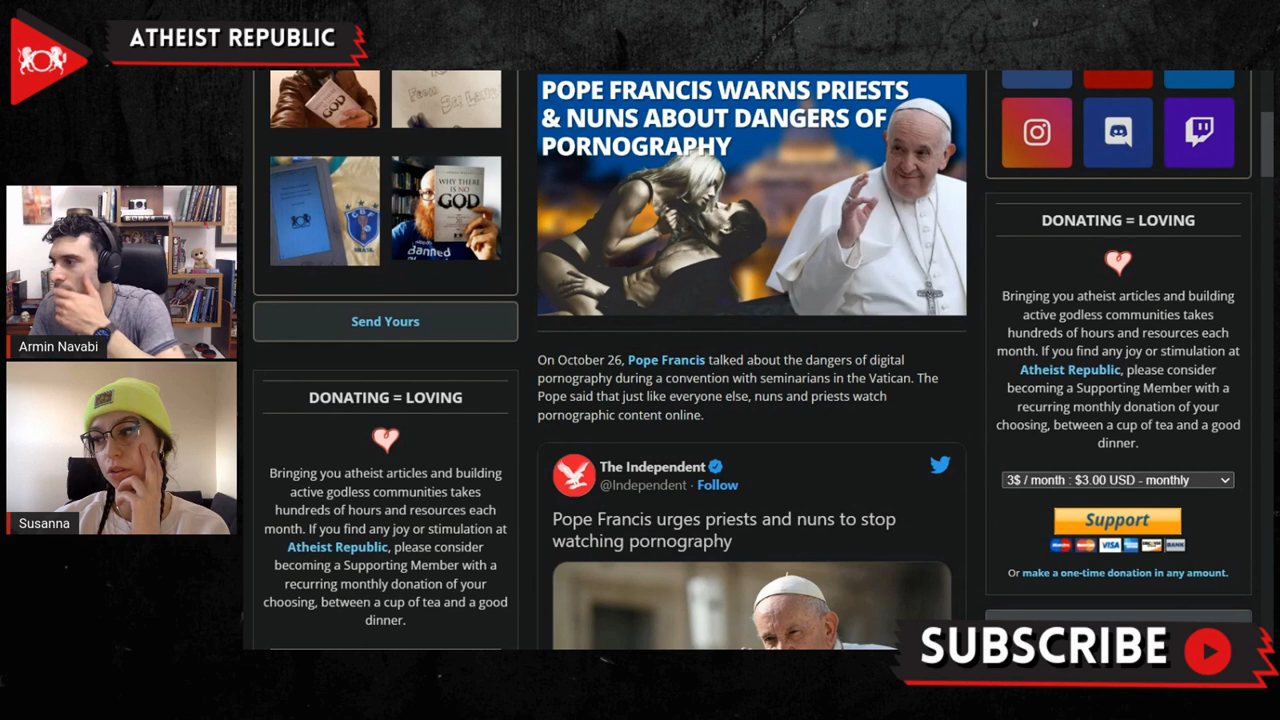 ATHEIST REPUBLIC
Armin Navabi
Susanna
WHY THERE
IS NO
GOD
GOD
CBF
BRASIL
Banned
Send Yours
DONATING = LOVING
Bringing you atheist articles and building
active godless communities takes
hundreds of hours and resources each
month. If you find any joy or stimulation at
Atheist Republic, please consider
becoming a Supporting Member with a
recurring monthly donation of your
choosing, between a cup of tea and a good
dinner.
POPE FRANCIS WARNS PRIESTS
& NUNS ABOUT DANGERS OF
PORNOGRAPHY
On October 26, Pope Francis talked about the dangers of digital
pornography during a convention with seminarians in the Vatican. The
Pope said that just like everyone else, nuns and priests watch
pornographic content online.
The Independent
@Independent · Follow
Pope Francis urges priests and nuns to stop
watching pornography
DONATING = LOVING
Bringing you atheist articles and building
active godless communities takes
hundreds of hours and resources each
month. If you find any joy or stimulation at
Atheist Republic, please consider
becoming a Supporting Member with a
recurring monthly donation of your
choosing, between a cup of tea and a good
dinner.
3$ / month : $3.00 USD - monthly
Support
VISA
BANK
Or make a one-time donation in any amount.
SUBSCRIBE